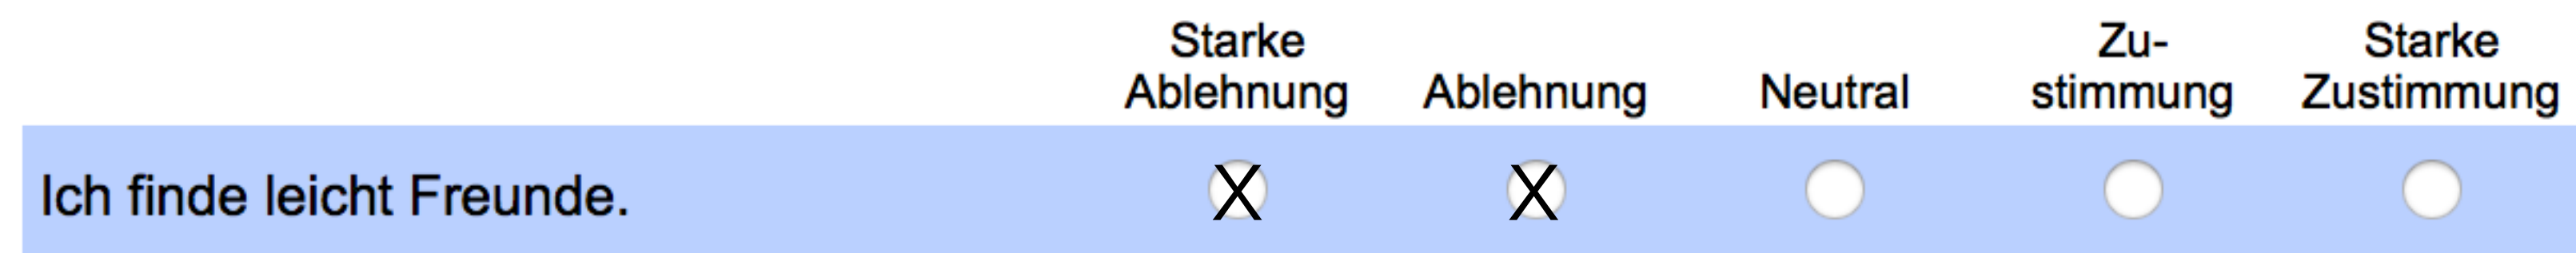 Starke Ablehnung
Ablehnung
Neutral
Zu-
stimmung
Starke Zustimmung
Ich finde leicht Freunde. X X